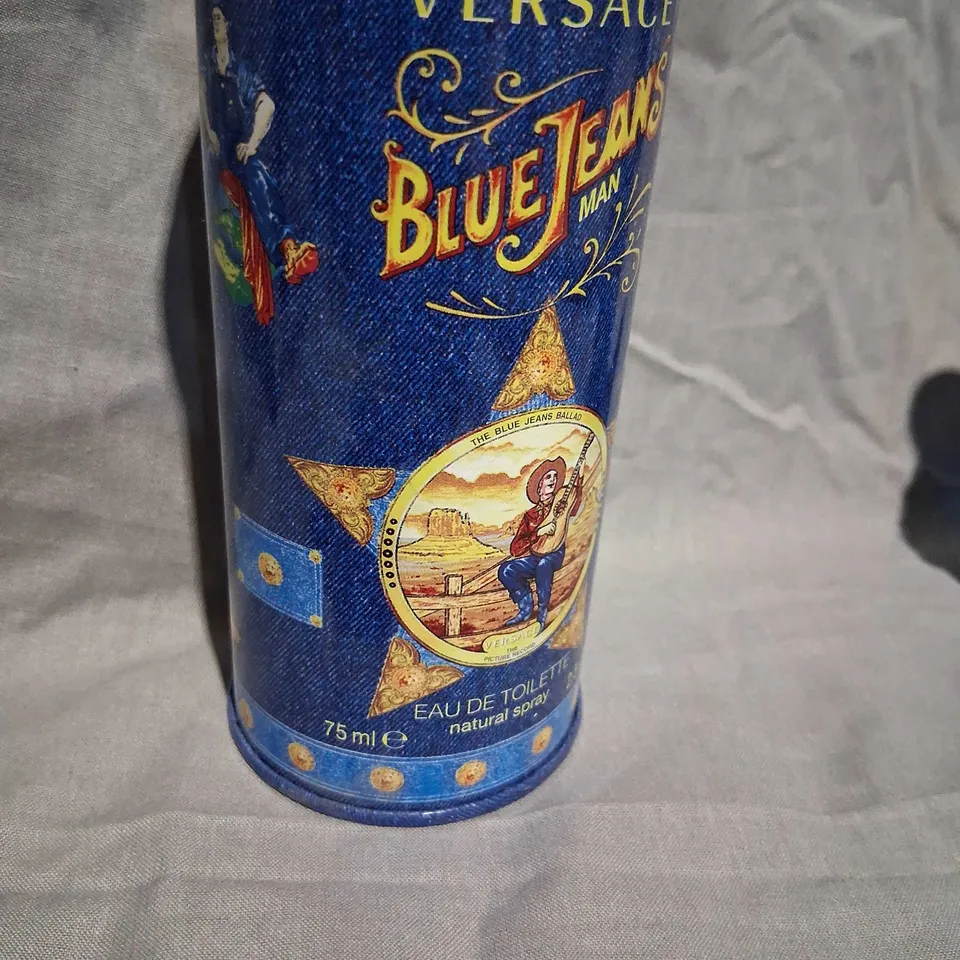 VERSACE
BLUE JEANS
MAN
THE BLUE JEANS BALLAD
VERSACE
THE
PICTURE RECORD
EAU DE TOILETTE
natural spray
75 ml ℮